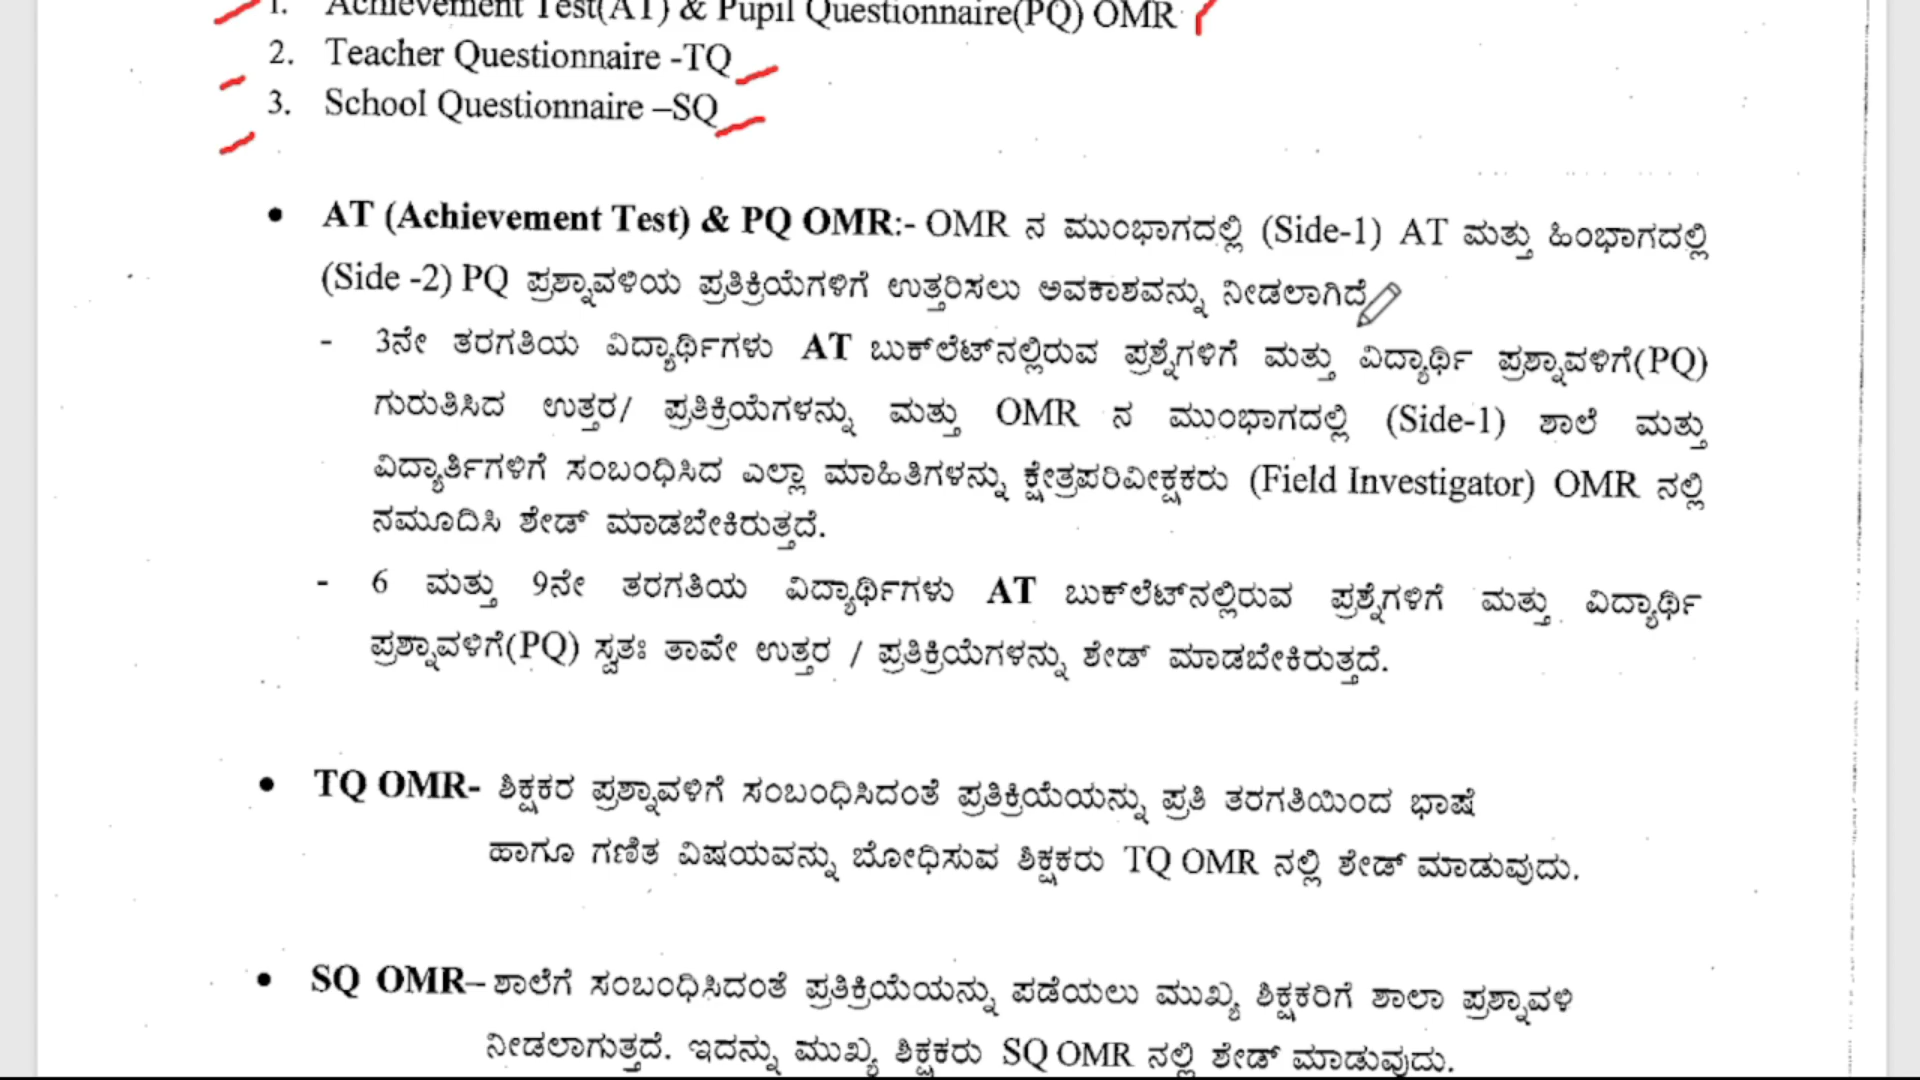 1. Achievement Test(AT) & Pupil Questionnaire(PQ) OMR
2. Teacher Questionnaire -TQ
3. School Questionnaire –SQ
• AT (Achievement Test) & PQ OMR:- OMR ನ ಮುಂಭಾಗದಲ್ಲಿ (Side-1) AT ಮತ್ತು ಹಿಂಭಾಗದಲ್ಲಿ
(Side -2) PQ ಪ್ರಶ್ನಾವಳಿಯ ಪ್ರತಿಕ್ರಿಯೆಗಳಿಗೆ ಉತ್ತರಿಸಲು ಅವಕಾಶವನ್ನು ನೀಡಲಾಗಿದೆ
- 3ನೇ ತರಗತಿಯ ವಿದ್ಯಾರ್ಥಿಗಳು AT ಬುಕ್‌ಲೆಟ್‌ನಲ್ಲಿರುವ ಪ್ರಶ್ನೆಗಳಿಗೆ ಮತ್ತು ವಿದ್ಯಾರ್ಥಿ ಪ್ರಶ್ನಾವಳಿಗೆ(PQ)
ಗುರುತಿಸಿದ ಉತ್ತರ/ ಪ್ರತಿಕ್ರಿಯೆಗಳನ್ನು ಮತ್ತು OMR ನ ಮುಂಭಾಗದಲ್ಲಿ (Side-1) ಶಾಲೆ ಮತ್ತು
ವಿದ್ಯಾರ್ತಿಗಳಿಗೆ ಸಂಬಂಧಿಸಿದ ಎಲ್ಲಾ ಮಾಹಿತಿಗಳನ್ನು ಕ್ಷೇತ್ರಪರಿವೀಕ್ಷಕರು (Field Investigator) OMR ನಲ್ಲಿ
ನಮೂದಿಸಿ ಶೇಡ್ ಮಾಡಬೇಕಿರುತ್ತದೆ.
- 6 ಮತ್ತು 9ನೇ ತರಗತಿಯ ವಿದ್ಯಾರ್ಥಿಗಳು AT ಬುಕ್‌ಲೆಟ್‌ನಲ್ಲಿರುವ ಪ್ರಶ್ನೆಗಳಿಗೆ ಮತ್ತು ವಿದ್ಯಾರ್ಥಿ
ಪ್ರಶ್ನಾವಳಿಗೆ(PQ) ಸ್ವತಃ ತಾವೇ ಉತ್ತರ / ಪ್ರತಿಕ್ರಿಯೆಗಳನ್ನು ಶೇಡ್ ಮಾಡಬೇಕಿರುತ್ತದೆ.
• TQ OMR- ಶಿಕ್ಷಕರ ಪ್ರಶ್ನಾವಳಿಗೆ ಸಂಬಂಧಿಸಿದಂತೆ ಪ್ರತಿಕ್ರಿಯೆಯನ್ನು ಪ್ರತಿ ತರಗತಿಯಿಂದ ಭಾಷೆ
ಹಾಗೂ ಗಣಿತ ವಿಷಯವನ್ನು ಬೋಧಿಸುವ ಶಿಕ್ಷಕರು TQ OMR ನಲ್ಲಿ ಶೇಡ್ ಮಾಡುವುದು.
• SQ OMR– ಶಾಲೆಗೆ ಸಂಬಂಧಿಸಿದಂತೆ ಪ್ರತಿಕ್ರಿಯೆಯನ್ನು ಪಡೆಯಲು ಮುಖ್ಯ ಶಿಕ್ಷಕರಿಗೆ ಶಾಲಾ ಪ್ರಶ್ನಾವಳಿ
ನೀಡಲಾಗುತ್ತದೆ. ಇದನ್ನು ಮುಖ್ಯ ಶಿಕ್ಷಕರು SQ OMR ನಲ್ಲಿ ಶೇಡ್ ಮಾಡುವುದು.